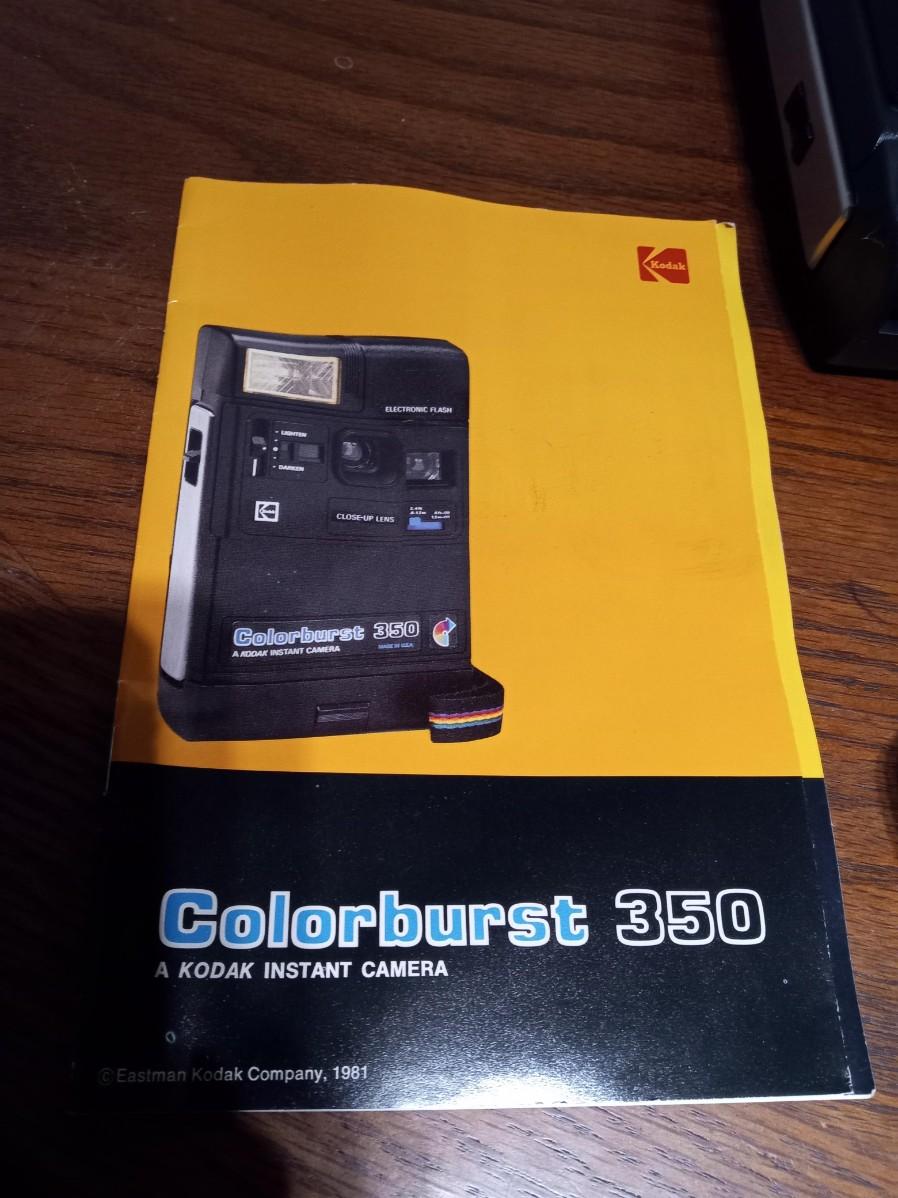 Kodak
ELECTRONIC FLASH
LIGHTEN
DARKEN
Kodak
CLOSE-UP LENS
Colorburst 350
A KODAK INSTANT CAMERA
MADE IN U.S.A.
Colorburst 350
A KODAK INSTANT CAMERA
©Eastman Kodak Company, 1981